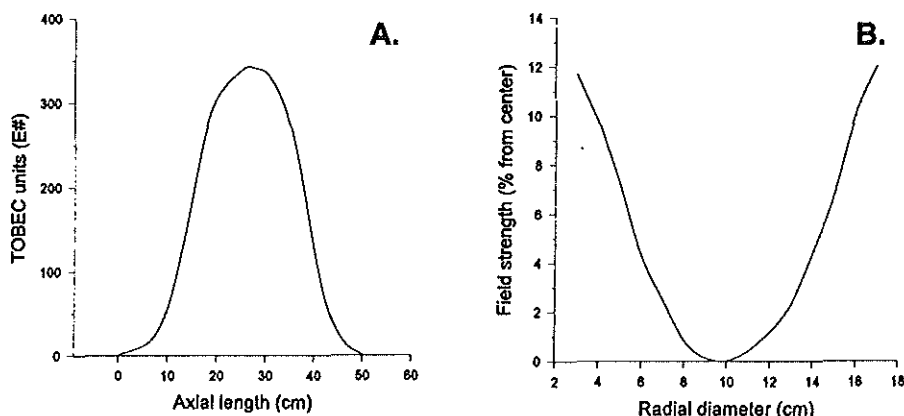 A.
400
300
200
100
0
TOBEC units (E#)
0 10 20 30 40 50 60
Axial length (cm)
B.
14
12
10
8
6
4
2
0
Field strength (% from center)
2 4 6 8 10 12 14 16 18
Radial diameter (cm)